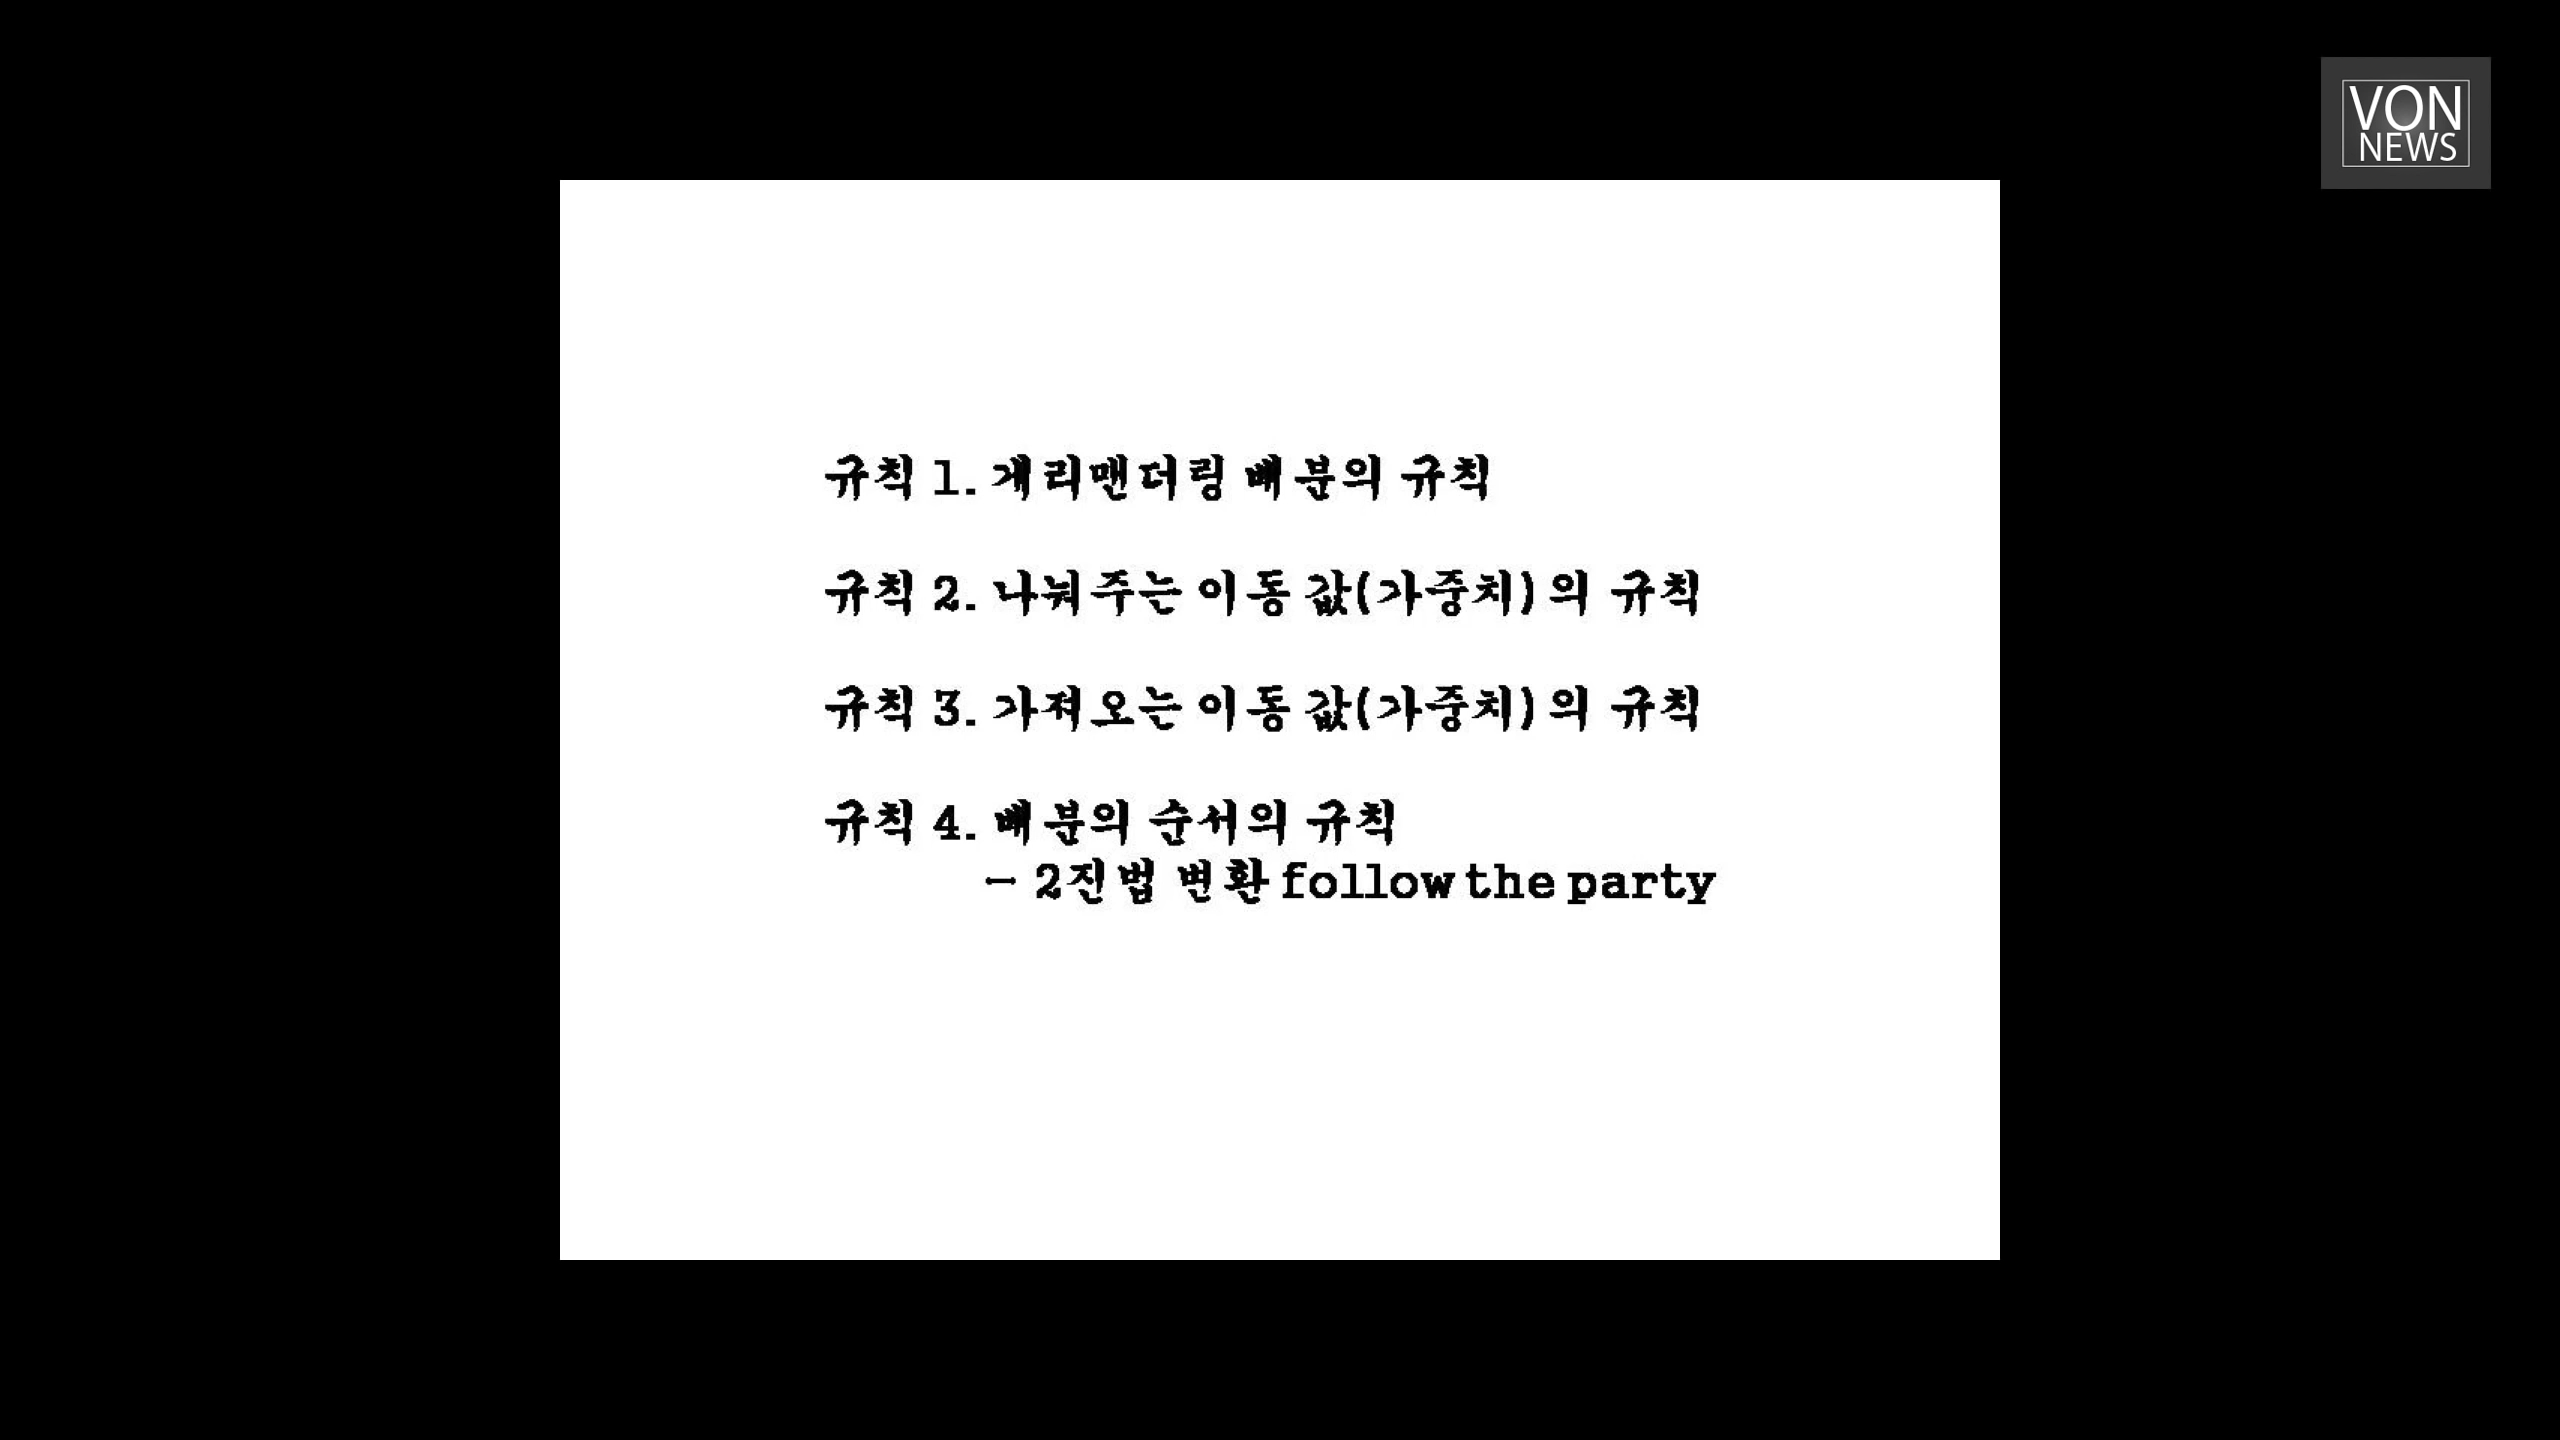 VON
NEWS
규칙 1. 게리맨더링 배분의 규칙
규칙 2. 나눠주는 이동 값(가중치)의 규칙
규칙 3. 가져오는 이동 값(가중치)의 규칙
규칙 4. 배분의 순서의 규칙
- 2진법 변환 follow the party